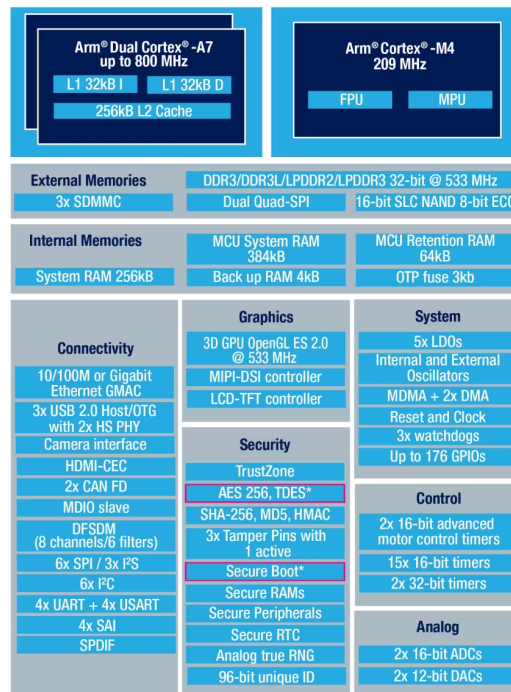 Arm® Dual Cortex® -A7
up to 800 MHz
L1 32kB I
L1 32kB D
256kB L2 Cache
Arm® Cortex® -M4
209 MHz
FPU
MPU
External Memories
DDR3/DDR3L/LPDDR2/LPDDR3 32-bit @ 533 MHz
3x SDMMC
Dual Quad-SPI
16-bit SLC NAND 8-bit ECC
Internal Memories
MCU System RAM
384kB
MCU Retention RAM
64kB
System RAM 256kB
Back up RAM 4kB
OTP fuse 3kb
Connectivity
10/100M or Gigabit
Ethernet GMAC
3x USB 2.0 Host/OTG
with 2x HS PHY
Camera interface
HDMI-CEC
2x CAN FD
MDIO slave
DFSDM
(8 channels/6 filters)
6x SPI / 3x I²S
6x I²C
4x UART + 4x USART
4x SAI
SPDIF
Graphics
3D GPU OpenGL ES 2.0
@ 533 MHz
MIPI-DSI controller
LCD-TFT controller
Security
TrustZone
AES 256, TDES*
SHA-256, MD5, HMAC
3x Tamper Pins with
1 active
Secure Boot*
Secure RAMs
Secure Peripherals
Secure RTC
Analog true RNG
96-bit unique ID
System
5x LDOs
Internal and External
Oscillators
MDMA + 2x DMA
Reset and Clock
3x watchdogs
Up to 176 GPIOs
Control
2x 16-bit advanced
motor control timers
15x 16-bit timers
2x 32-bit timers
Analog
2x 16-bit ADCs
2x 12-bit DACs